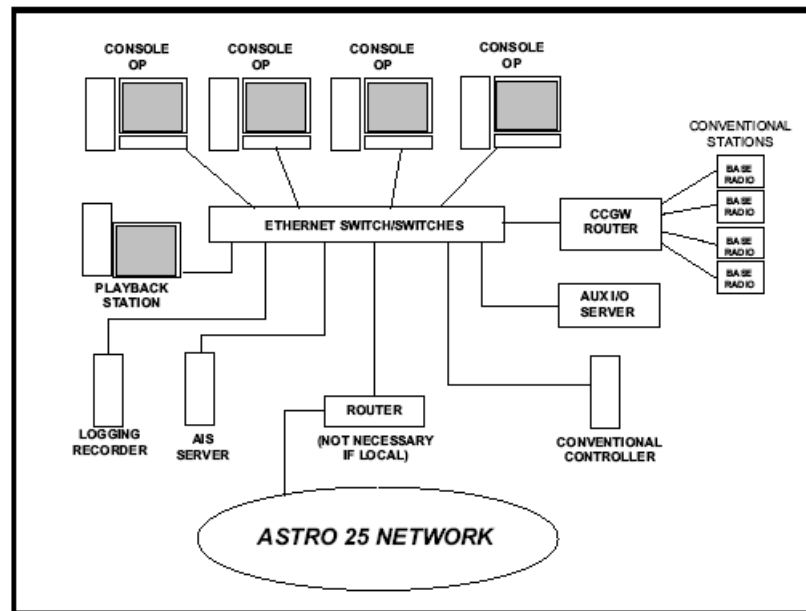 CONSOLE
OP
CONSOLE
OP
CONSOLE
OP
CONSOLE
OP
CONVENTIONAL
STATIONS
BASE
RADIO
BASE
RADIO
BASE
RADIO
BASE
RADIO
ETHERNET SWITCH/SWITCHES
CCGW
ROUTER
PLAYBACK
STATION
AUX I/O
SERVER
LOGGING
RECORDER
AIS
SERVER
ROUTER
(NOT NECESSARY
IF LOCAL)
CONVENTIONAL
CONTROLLER
ASTRO 25 NETWORK